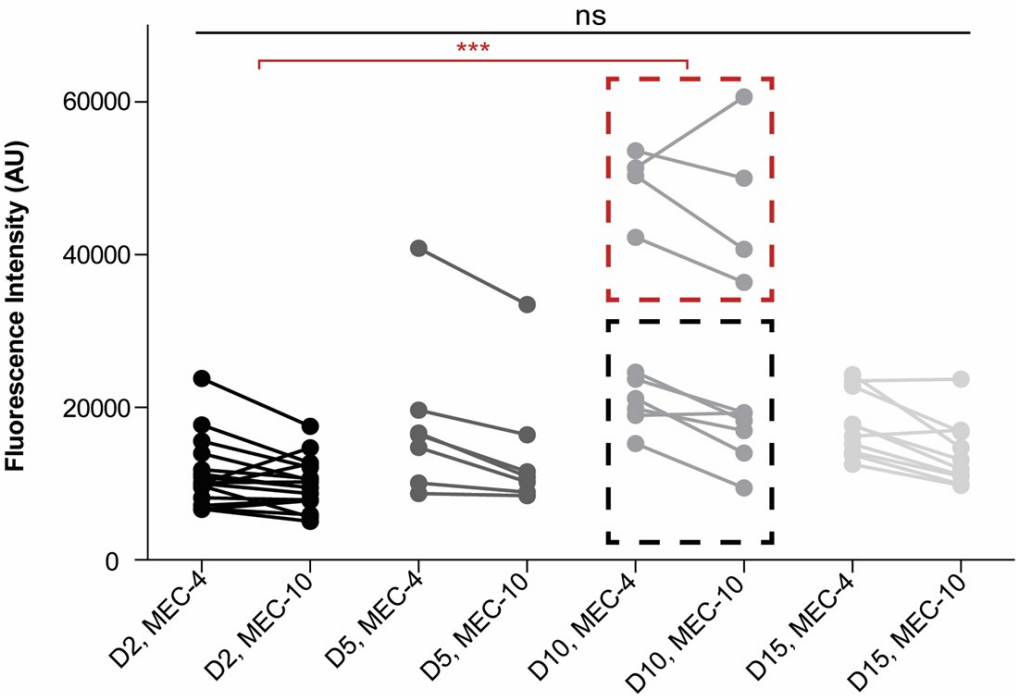 ns
***
Fluorescence Intensity (AU)
60000
40000
20000
0
D2, MEC-4
D2, MEC-10
D5, MEC-4
D5, MEC-10
D10, MEC-4
D10, MEC-10
D15, MEC-4
D15, MEC-10